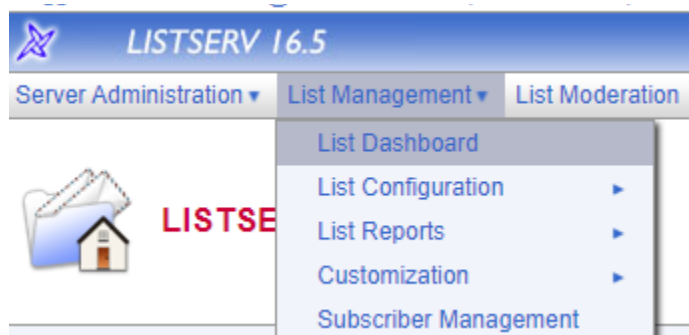 LISTSERV 16.5
Server Administration ▾ List Management ▾ List Moderation
List Dashboard
List Configuration ►
LISTSE
List Reports ►
Customization ►
Subscriber Management